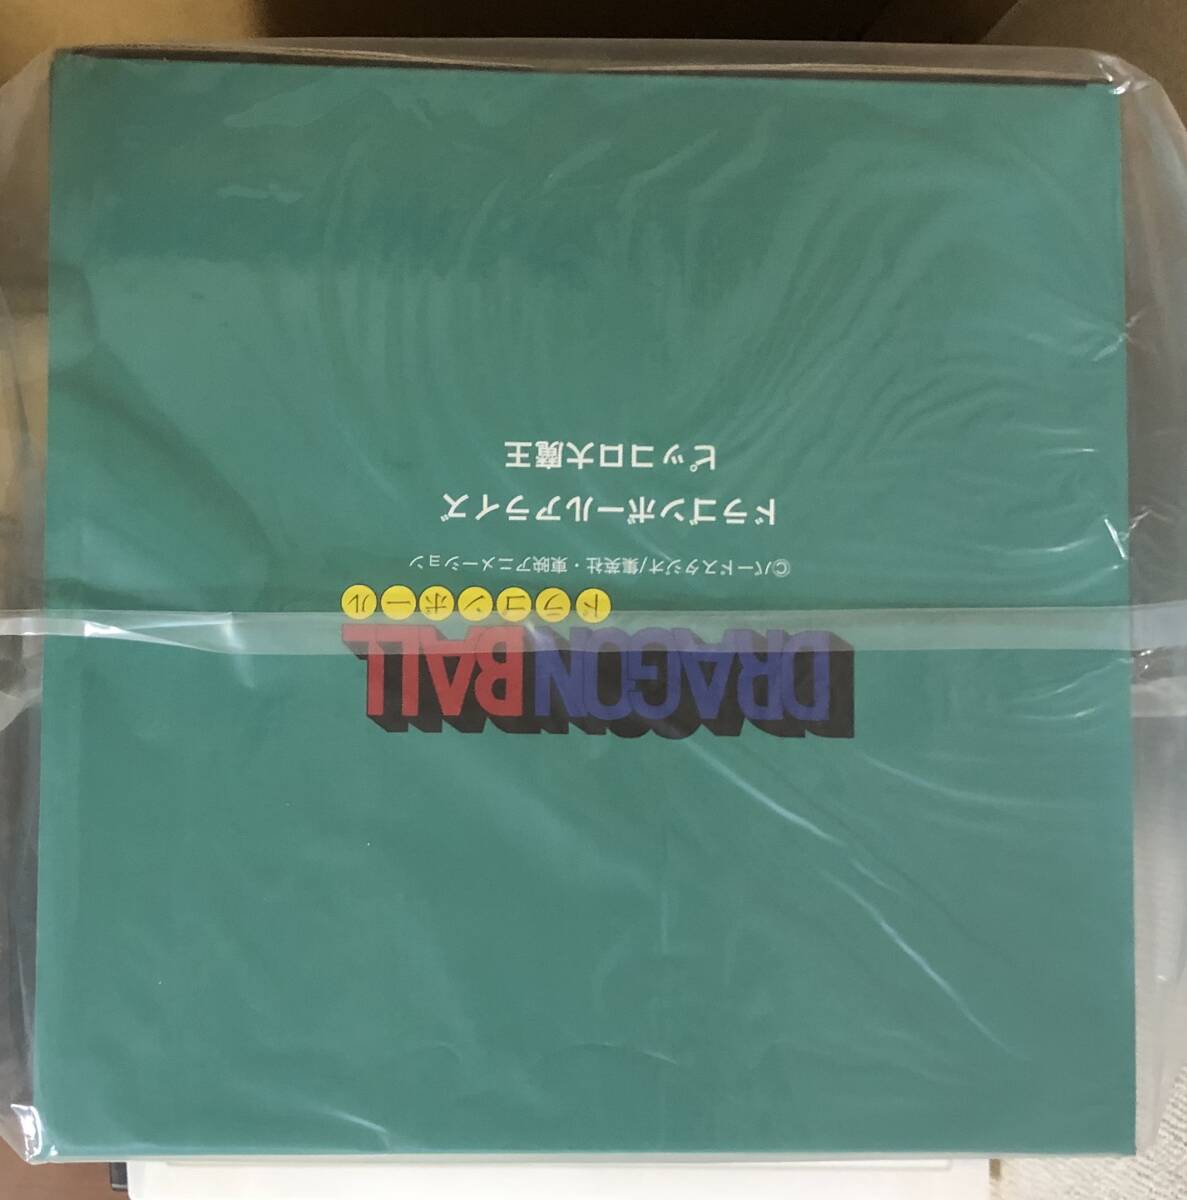 DRAGON BALL
ドラゴンボール
©バードスタジオ/集英社・東映アニメーション
ドラゴンボールアライズ
ピッコロ大魔王